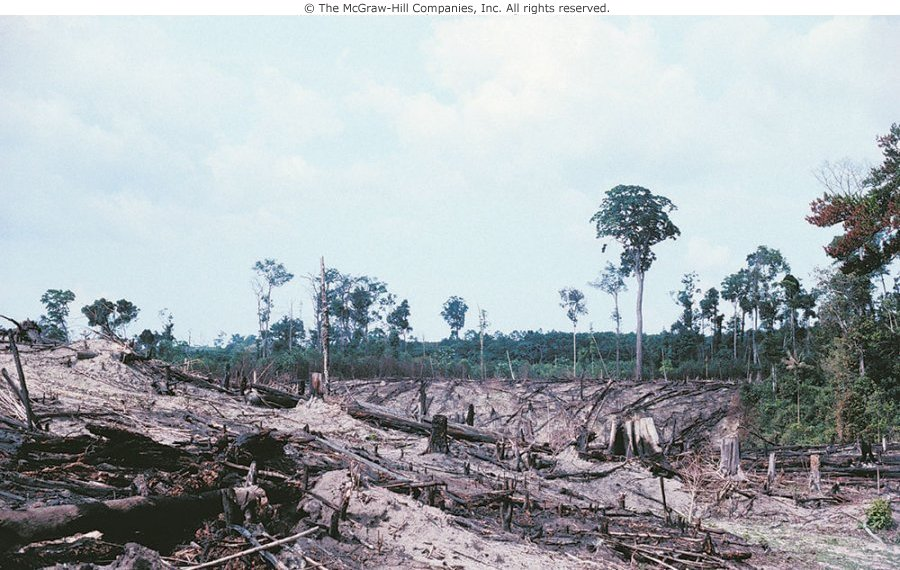 © The McGraw-Hill Companies, Inc. All rights reserved.